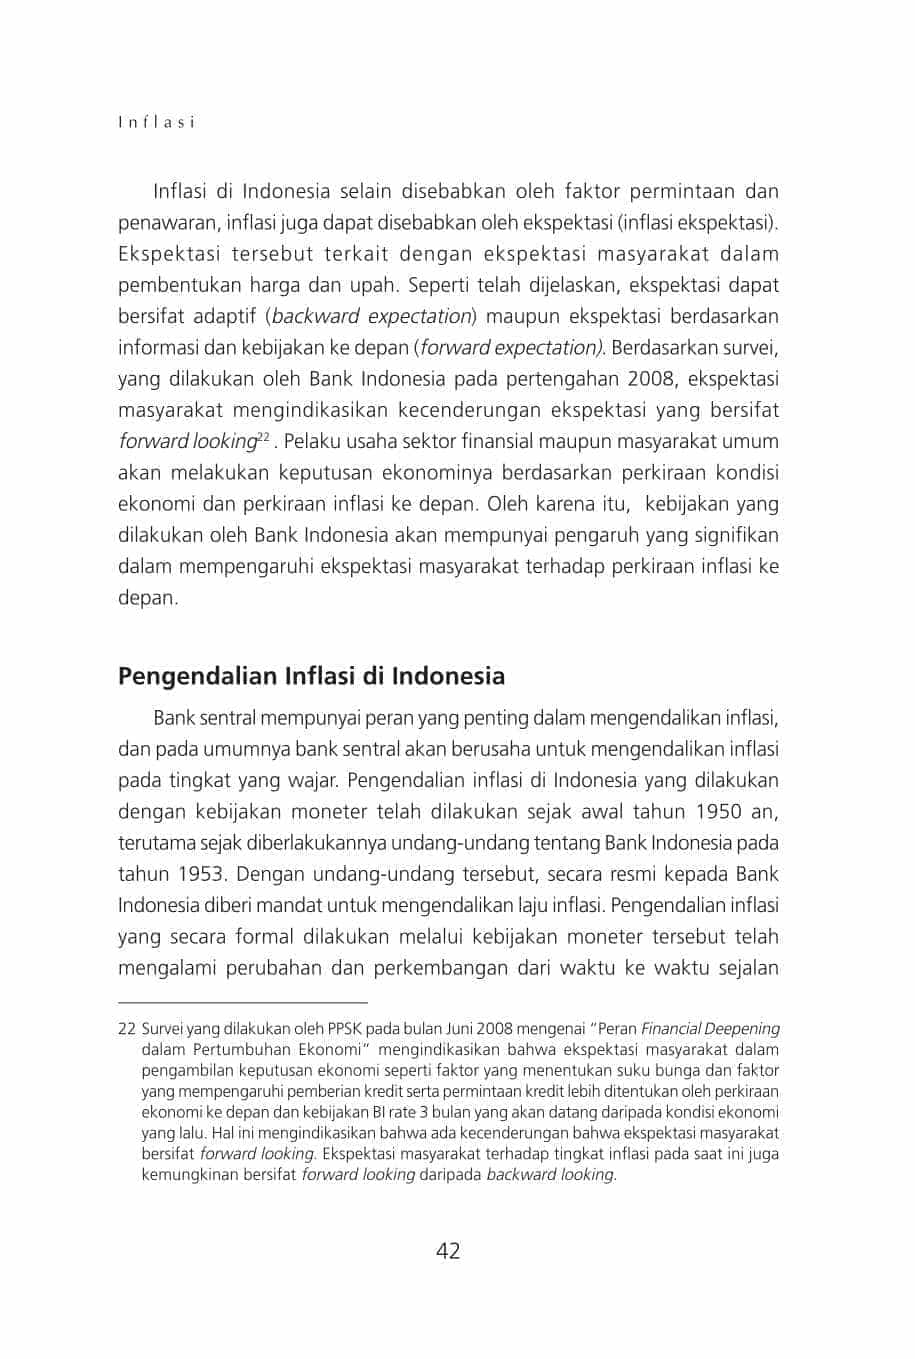 Inflasi
Inflasi di Indonesia selain disebabkan oleh faktor permintaan dan
penawaran, inflasi juga dapat disebabkan oleh ekspektasi (inflasi ekspektasi).
Ekspektasi tersebut terkait dengan ekspektasi masyarakat dalam
pembentukan harga dan upah. Seperti telah dijelaskan, ekspektasi dapat
bersifat adaptif (backward expectation) maupun ekspektasi berdasarkan
informasi dan kebijakan ke depan (forward expectation). Berdasarkan survei,
yang dilakukan oleh Bank Indonesia pada pertengahan 2008, ekspektasi
masyarakat mengindikasikan kecenderungan ekspektasi yang bersifat
forward looking22 . Pelaku usaha sektor finansial maupun masyarakat umum
akan melakukan keputusan ekonominya berdasarkan perkiraan kondisi
ekonomi dan perkiraan inflasi ke depan. Oleh karena itu, kebijakan yang
dilakukan oleh Bank Indonesia akan mempunyai pengaruh yang signifikan
dalam mempengaruhi ekspektasi masyarakat terhadap perkiraan inflasi ke
depan.
Pengendalian Inflasi di Indonesia
Bank sentral mempunyai peran yang penting dalam mengendalikan inflasi,
dan pada umumnya bank sentral akan berusaha untuk mengendalikan inflasi
pada tingkat yang wajar. Pengendalian inflasi di Indonesia yang dilakukan
dengan kebijakan moneter telah dilakukan sejak awal tahun 1950 an,
terutama sejak diberlakukannya undang-undang tentang Bank Indonesia pada
tahun 1953. Dengan undang-undang tersebut, secara resmi kepada Bank
Indonesia diberi mandat untuk mengendalikan laju inflasi. Pengendalian inflasi
yang secara formal dilakukan melalui kebijakan moneter tersebut telah
mengalami perubahan dan perkembangan dari waktu ke waktu sejalan
22 Survei yang dilakukan oleh PPSK pada bulan Juni 2008 mengenai “Peran Financial Deepening
dalam Pertumbuhan Ekonomi” mengindikasikan bahwa ekspektasi masyarakat dalam
pengambilan keputusan ekonomi seperti faktor yang menentukan suku bunga dan faktor
yang mempengaruhi pemberian kredit serta permintaan kredit lebih ditentukan oleh perkiraan
ekonomi ke depan dan kebijakan BI rate 3 bulan yang akan datang daripada kondisi ekonomi
yang lalu. Hal ini mengindikasikan bahwa ada kecenderungan bahwa ekspektasi masyarakat
bersifat forward looking. Ekspektasi masyarakat terhadap tingkat inflasi pada saat ini juga
kemungkinan bersifat forward looking daripada backward looking.
42